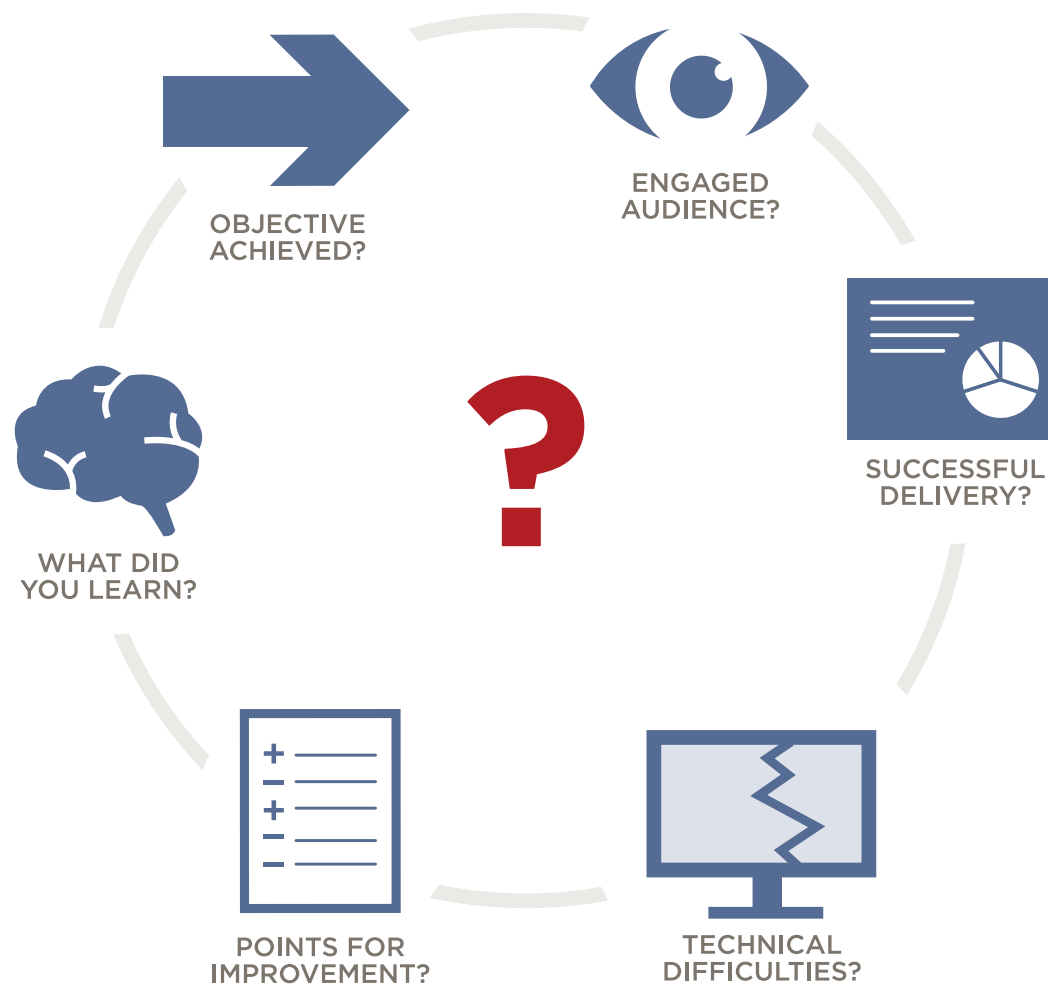 OBJECTIVE
ACHIEVED?
ENGAGED
AUDIENCE?
SUCCESSFUL
DELIVERY?
TECHNICAL
DIFFICULTIES?
POINTS FOR
IMPROVEMENT?
WHAT DID
YOU LEARN?
?